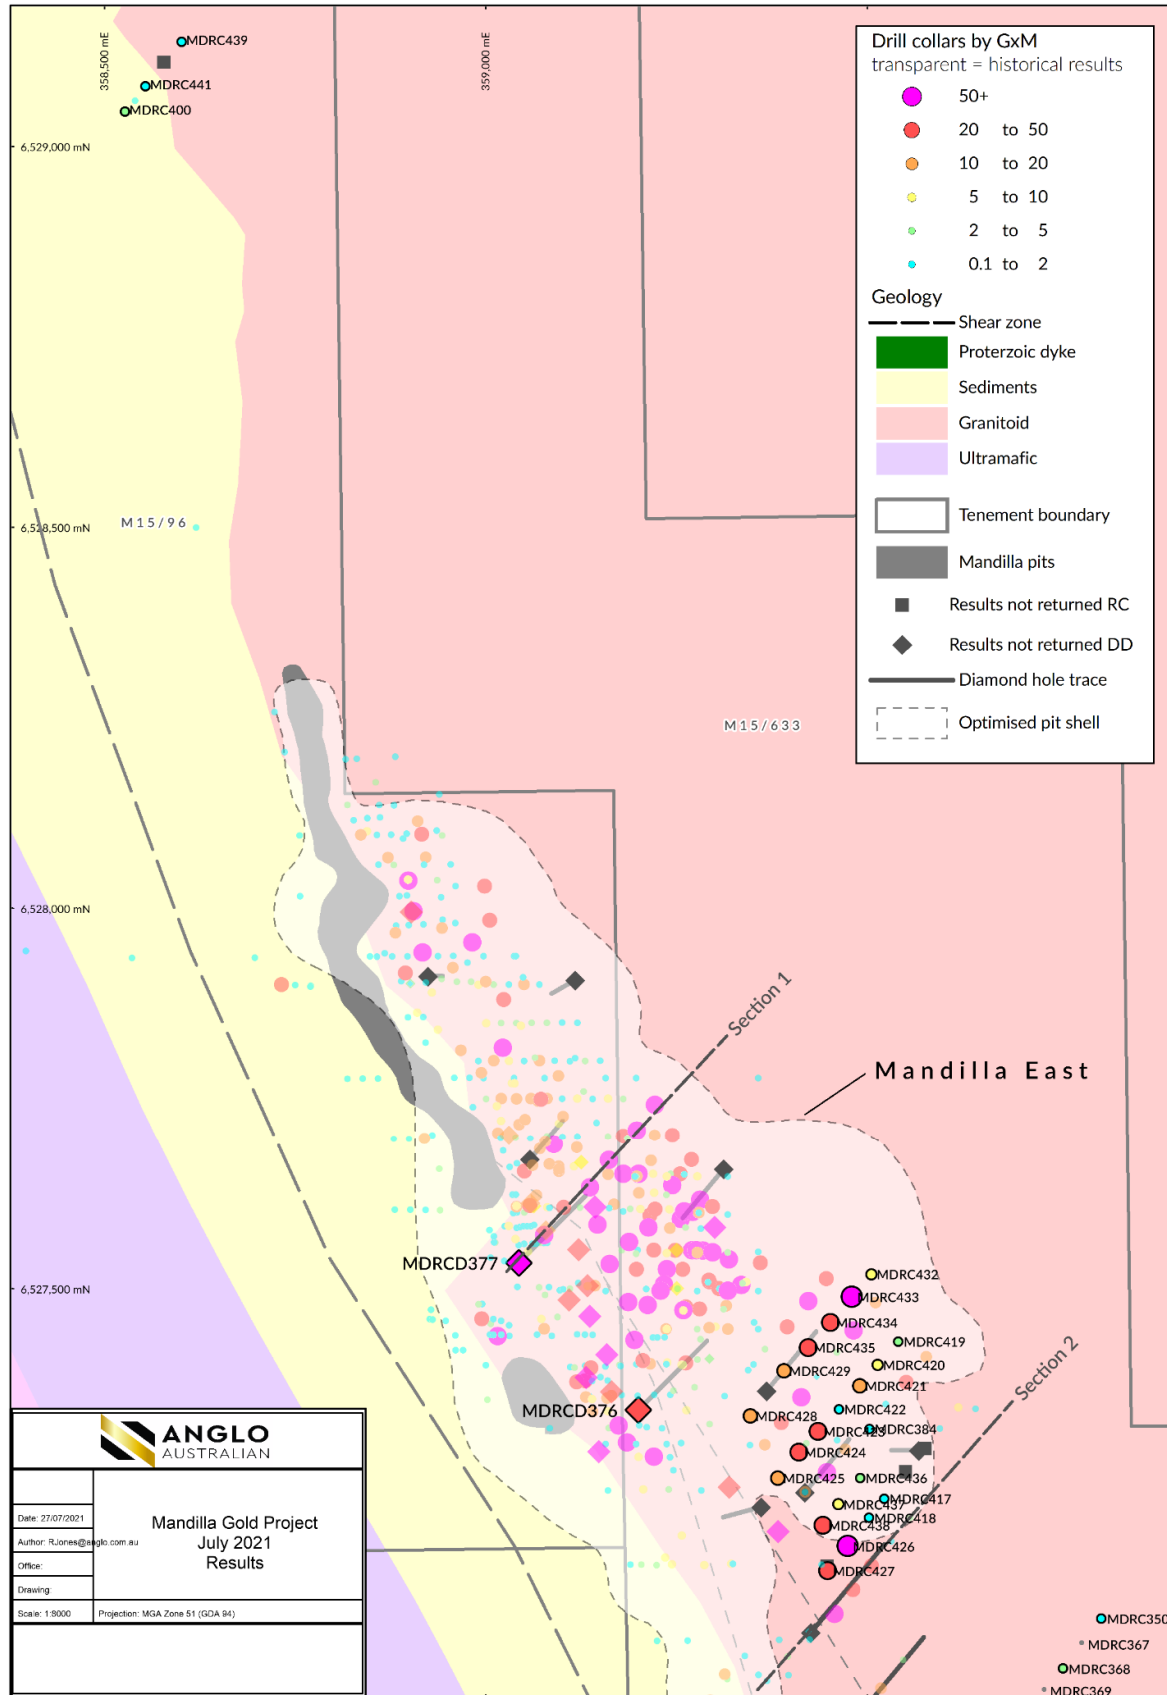 MDRC439
MDRC441
MDRC400
358,500 mE
359,000 mE
6,529,000 mN
6,528,500 mN
6,528,000 mN
6,527,500 mN
Drill collars by GxM
transparent = historical results
50+
20 to 50
10 to 20
5 to 10
2 to 5
0.1 to 2
Geology
Shear zone
Proterzoic dyke
Sediments
Granitoid
Ultramafic
Tenement boundary
Mandilla pits
Results not returned RC
Results not returned DD
Diamond hole trace
Optimised pit shell
M15/96
M15/633
Section 1
Mandilla East
MDRCD377
MDRC432
MDRC433
MDRC434
MDRC419
MDRC435
MDRC420
MDRC429
MDRC421
Section 2
MDRCD376
MDRC428
MDRC422
MDRC423
MDRC384
MDRC424
MDRC425
MDRC436
MDRC417
MDRC437
MDRC418
MDRC438
MDRC426
MDRC427
MDRC350
MDRC367
MDRC368
MDRC369
ANGLO
AUSTRALIAN
Date: 27/07/2021
Author: RJones@anglo.com.au
Office:
Drawing:
Scale: 1:8000
Projection: MGA Zone 51 (GDA 94)
Mandilla Gold Project
July 2021
Results